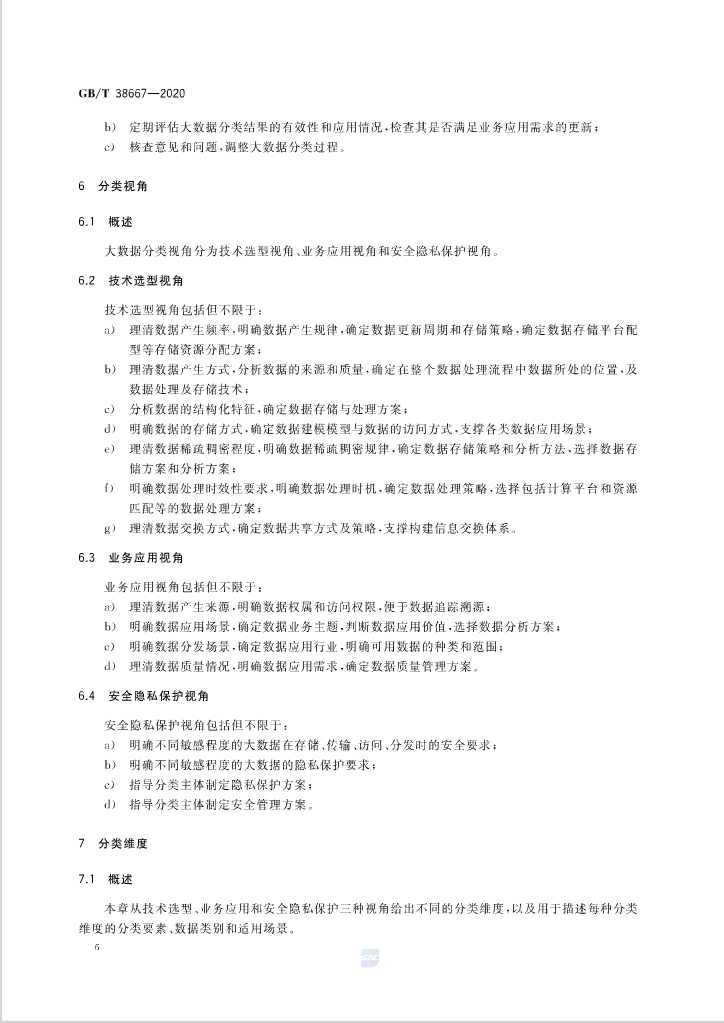 GB/T 38667—2020
b) 定期评估大数据分类结果的有效性和应用情况,检查其是否满足业务应用需求的更新;
c) 核查意见和问题,调整大数据分类过程。
6 分类视角
6.1 概述
大数据分类视角分为技术选型视角、业务应用视角和安全隐私保护视角。
6.2 技术选型视角
技术选型视角包括但不限于:
a) 理清数据产生频率,明确数据产生规律,确定数据更新周期和存储策略,确定数据存储平台配
型等存储资源分配方案;
b) 理清数据产生方式,分析数据的来源和质量,确定在整个数据处理流程中数据所处的位置,及
数据处理及存储技术;
c) 分析数据的结构化特征,确定数据存储与处理方案;
d) 明确数据的存储方式,确定数据建模模型与数据的访问方式,支撑各类数据应用场景;
e) 理清数据稀疏稠密程度,明确数据稀疏稠密规律,确定数据存储策略和分析方法,选择数据存
储方案和分析方案;
f) 明确数据处理时效性要求,明确数据处理时机,确定数据处理策略,选择包括计算平台和资源
匹配等的数据处理方案;
g) 理清数据交换方式,确定数据共享方式及策略,支撑构建信息交换体系。
6.3 业务应用视角
业务应用视角包括但不限于:
a) 理清数据产生来源,明确数据权属和访问权限,便于数据追踪溯源;
b) 明确数据应用场景,确定数据业务主题,判断数据应用价值,选择数据分析方案;
c) 明确数据分发场景,确定数据应用行业,明确可用数据的种类和范围;
d) 理清数据质量情况,明确数据应用需求,确定数据质量管理方案。
6.4 安全隐私保护视角
安全隐私保护视角包括但不限于:
a) 明确不同敏感程度的大数据在存储、传输、访问、分发时的安全要求;
b) 明确不同敏感程度的大数据的隐私保护要求;
c) 指导分类主体制定隐私保护方案;
d) 指导分类主体制定安全管理方案。
7 分类维度
7.1 概述
本章从技术选型、业务应用和安全隐私保护三种视角给出不同的分类维度,以及用于描述每种分类
维度的分类要素、数据类别和适用场景。
6
SAC